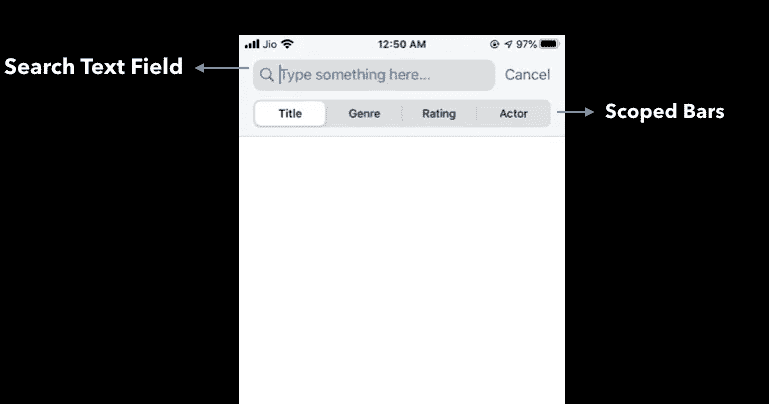 Jio 12:50 AM 97%
Search Text Field Type something here... Cancel
Title Genre Rating Actor Scoped Bars